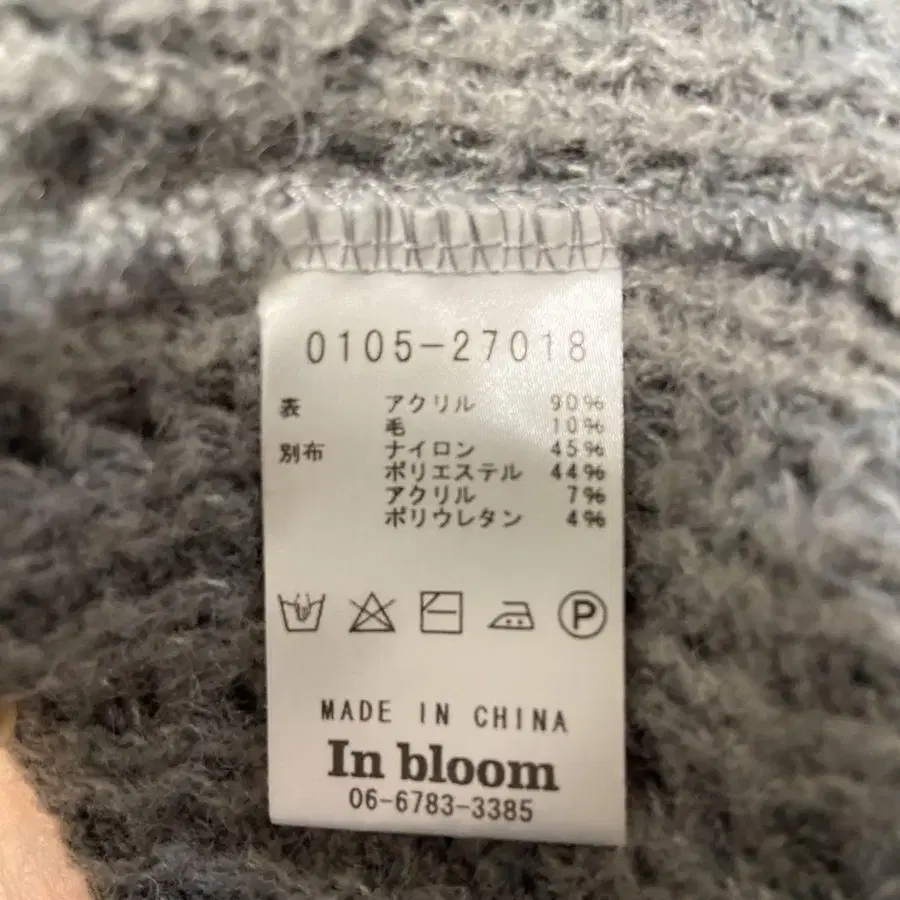 0105-27018
表 アクリル 90%
毛 10%
別布 ナイロン 45%
ポリエステル 44%
アクリル 7%
ポリウレタン 4%
P
MADE IN CHINA
In bloom
06-6783-3385